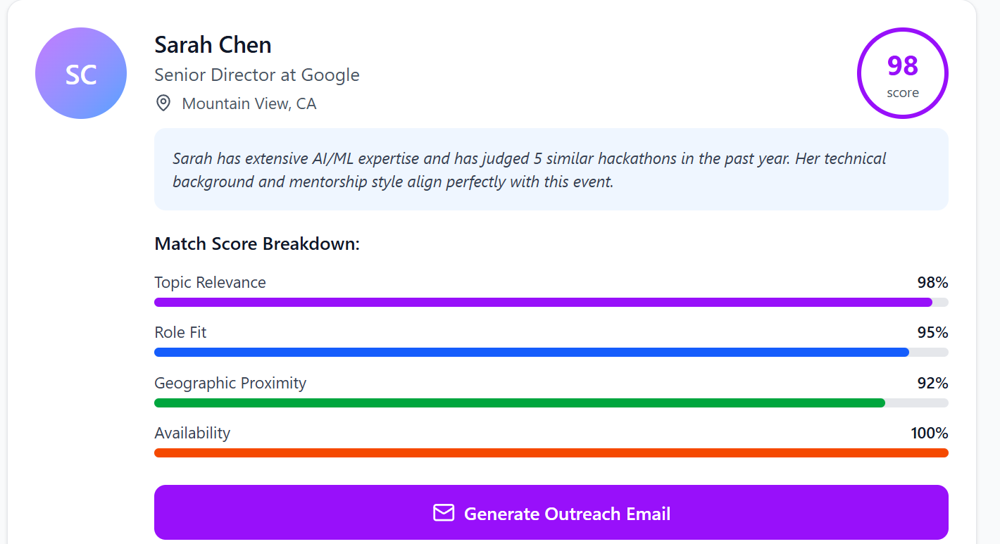 SC
Sarah Chen
Senior Director at Google
Mountain View, CA
98
score
Sarah has extensive AI/ML expertise and has judged 5 similar hackathons in the past year. Her technical
background and mentorship style align perfectly with this event.
Match Score Breakdown:
Topic Relevance 98%
Role Fit 95%
Geographic Proximity 92%
Availability 100%
Generate Outreach Email